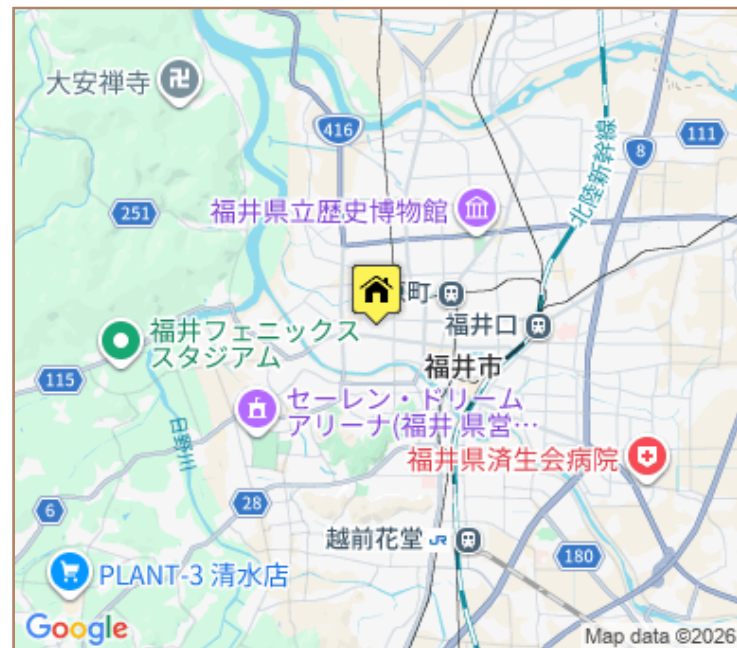 大安禅寺
416
111
8
北陸新幹線
251
福井県立歴史博物館
町
福井口
福井フェニックス
スタジアム
福井市
115
セーレン・ドリーム
アリーナ(福井 県営…
日野川
福井県済生会病院
6
28
越前花堂 JR
180
PLANT-3 清水店
Google
Map data ©2026